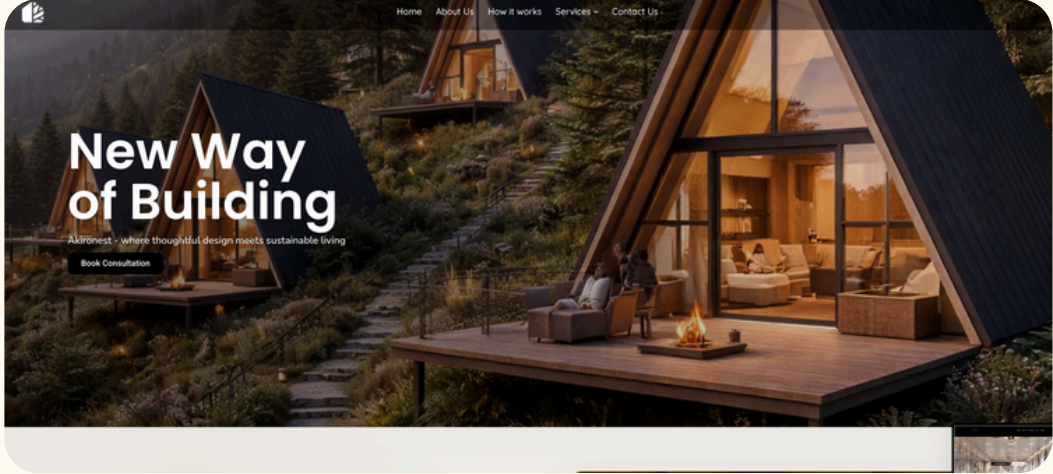 Home About Us How it works Services Contact Us
New Way
of Building
Akironest - where thoughtful design meets sustainable living
Book Consultation